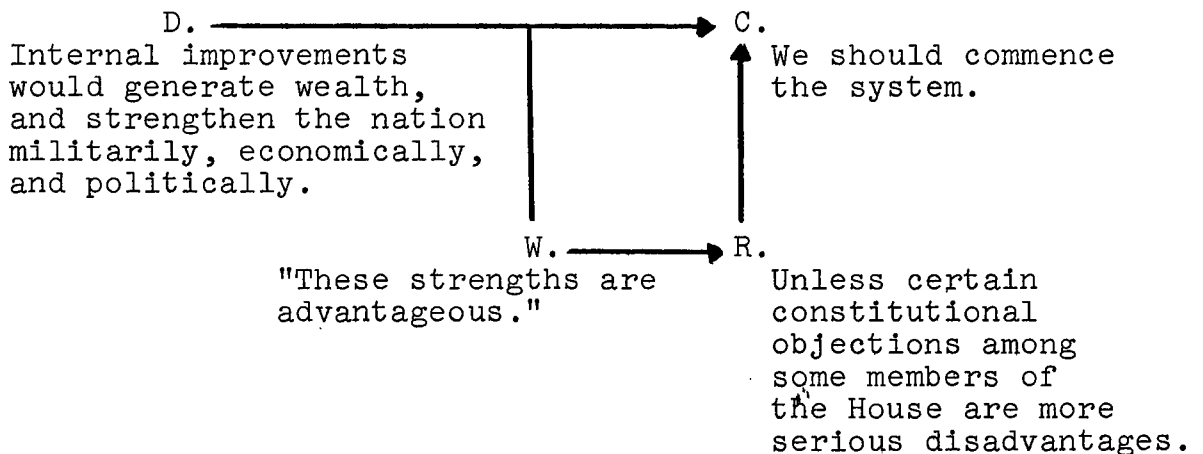 D.
C.
Internal improvements
would generate wealth,
and strengthen the nation
militarily, economically,
and politically.
We should commence
the system.
W.
R.
"These strengths are
advantageous."
Unless certain
constitutional
objections among
some members of
the House are more
serious disadvantages.